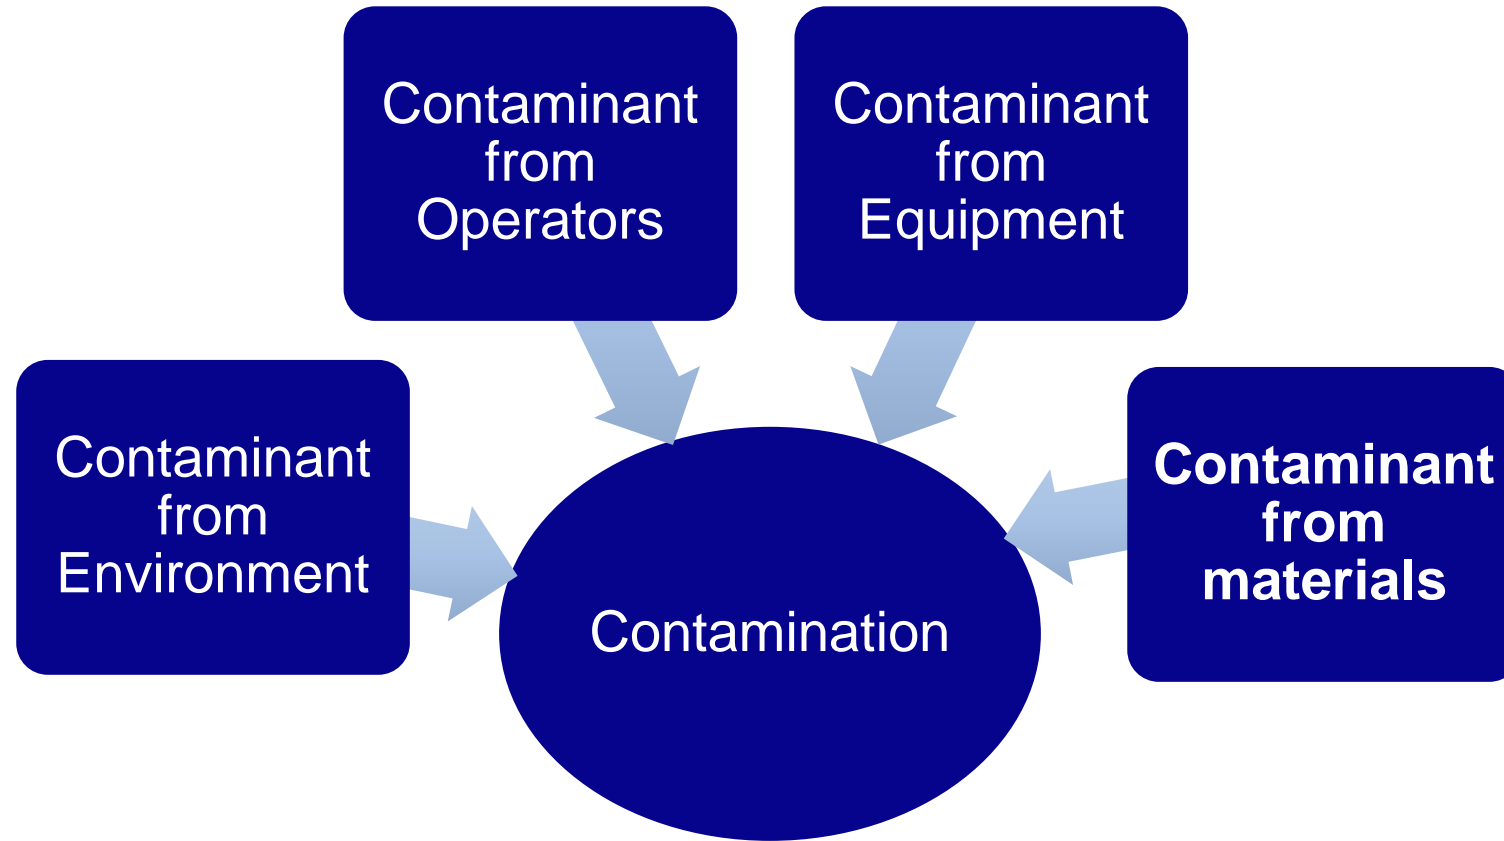 Contaminant
from
Operators
Contaminant
from
Equipment
Contaminant
from
Environment
Contaminant
from
materials
Contamination